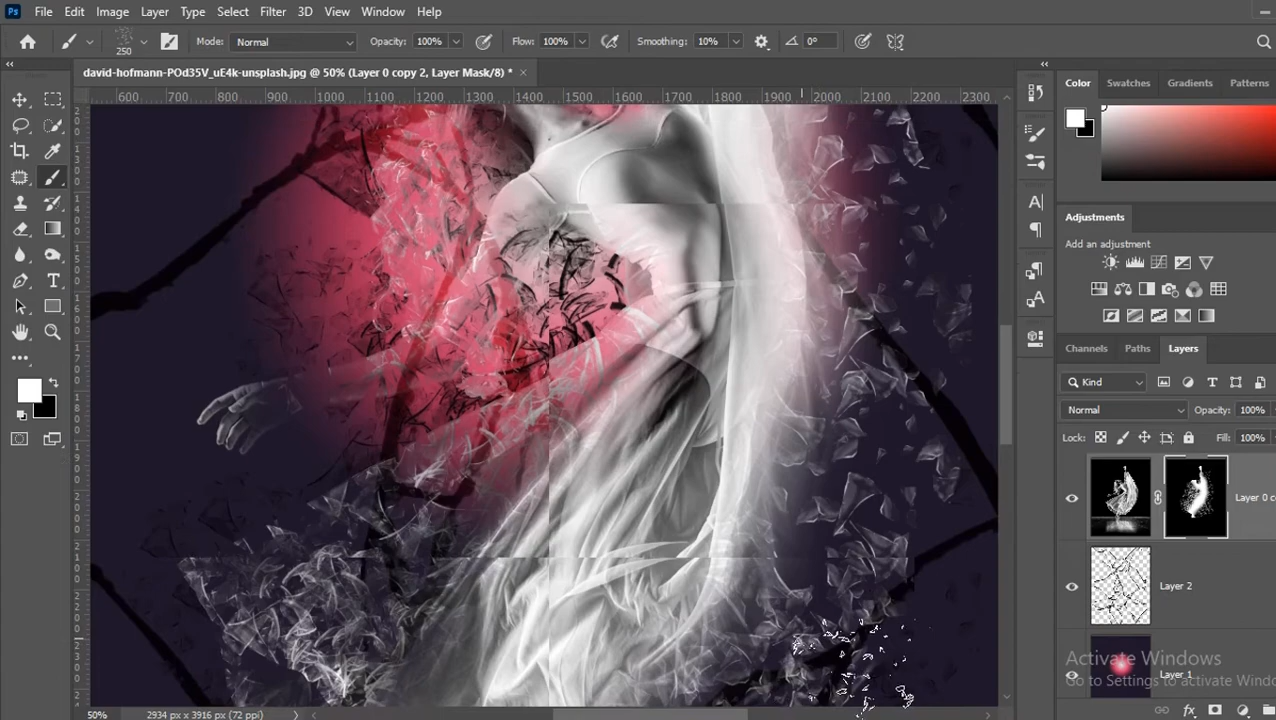 Ps File Edit Image Layer Type Select Filter 3D View Window Help
250 Mode: Normal Opacity: 100% Flow: 100% Smoothing: 10% 0°
david-hofmann-POd35V_uE4k-unsplash.jpg @ 50% (Layer 0 copy 2, Layer Mask/8) * ×
600 700 800 900 1000 1100 1200 1300 1400 1500 1600 1700 1800 1900 2000 2100 2200 2300
Color Swatches Gradients Patterns
Adjustments
Add an adjustment
Channels Paths Layers
Kind
Normal Opacity: 100%
Lock: Fill: 100%
Layer 0 c
Layer 2
Layer 1
Activate Windows
Go to Settings to activate Wind
50% 2934 px x 3916 px (72 ppi)